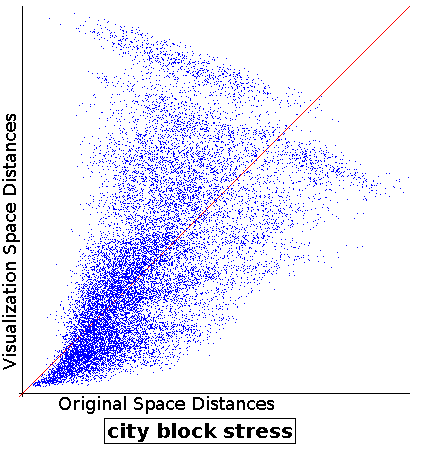 Visualization Space Distances
Original Space Distances
city block stress